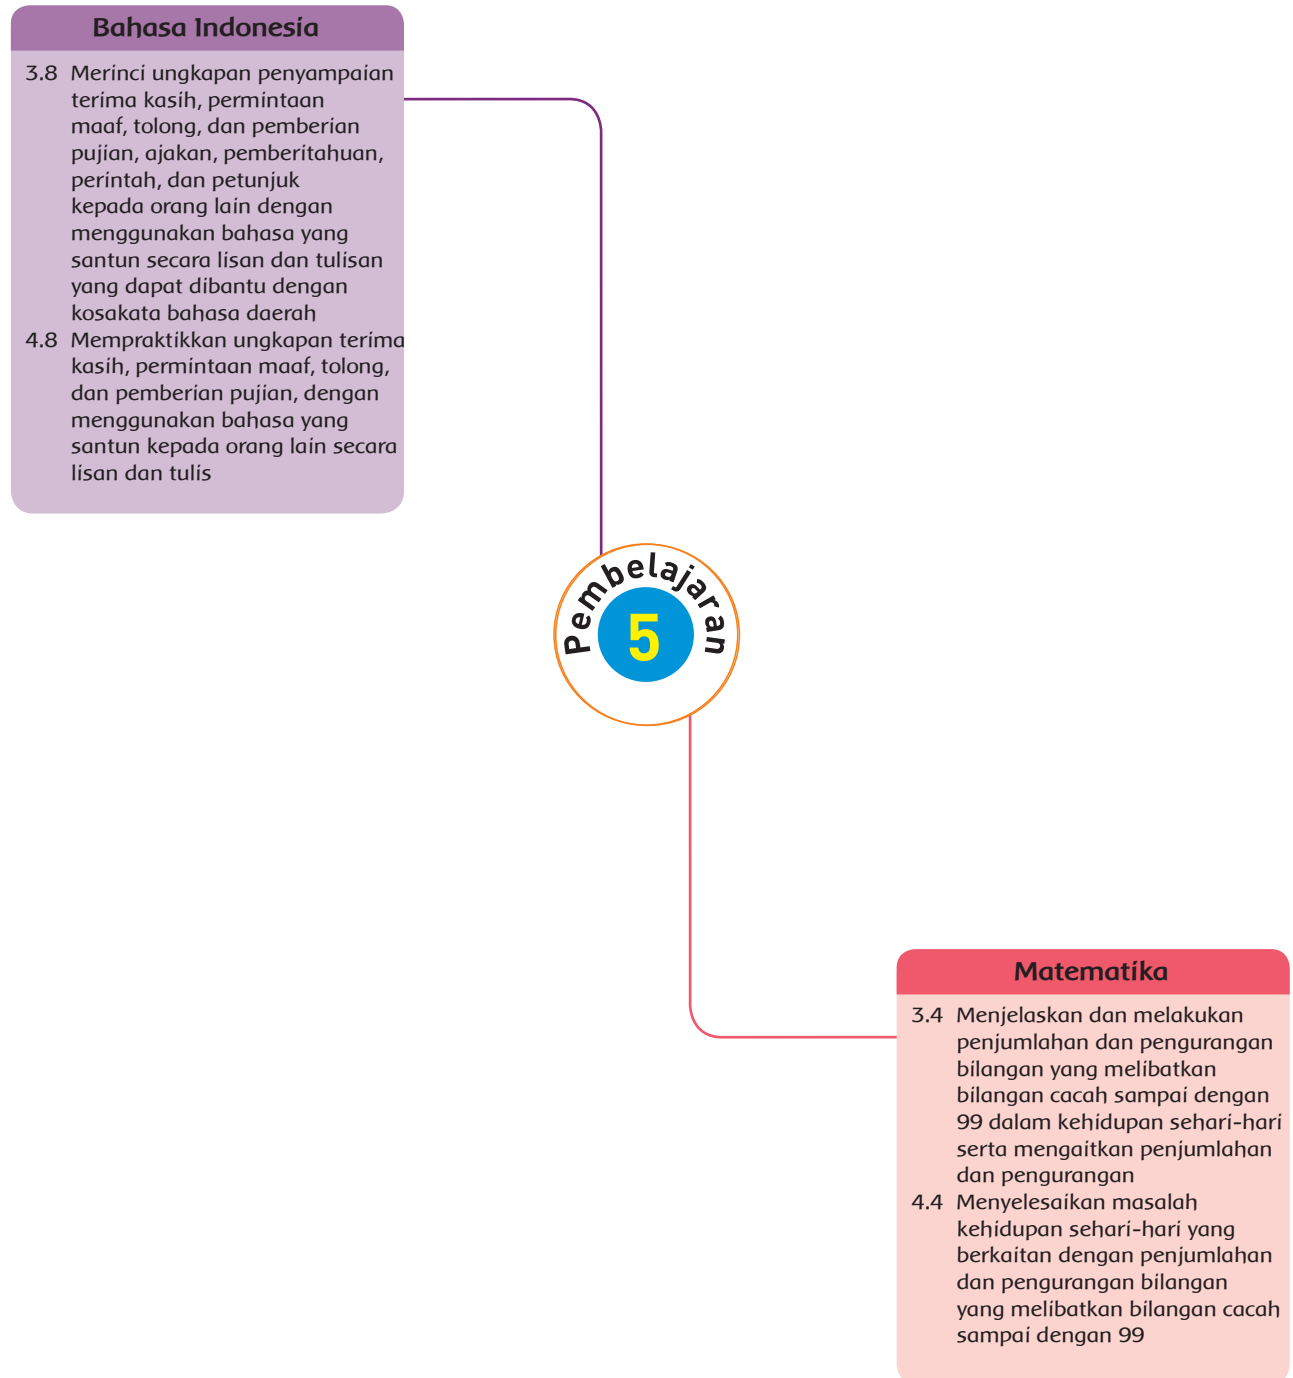 Bahasa Indonesia
3.8 Merinci ungkapan penyampaian
terima kasih, permintaan
maaf, tolong, dan pemberian
pujian, ajakan, pemberitahuan,
perintah, dan petunjuk
kepada orang lain dengan
menggunakan bahasa yang
santun secara lisan dan tulisan
yang dapat dibantu dengan
kosakata bahasa daerah
4.8 Mempraktikkan ungkapan terima
kasih, permintaan maaf, tolong,
dan pemberian pujian, dengan
menggunakan bahasa yang
santun kepada orang lain secara
lisan dan tulis
Pembelajaran
5
Matematika
3.4 Menjelaskan dan melakukan
penjumlahan dan pengurangan
bilangan yang melibatkan
bilangan cacah sampai dengan
99 dalam kehidupan sehari-hari
serta mengaitkan penjumlahan
dan pengurangan
4.4 Menyelesaikan masalah
kehidupan sehari-hari yang
berkaitan dengan penjumlahan
dan pengurangan bilangan
yang melibatkan bilangan cacah
sampai dengan 99